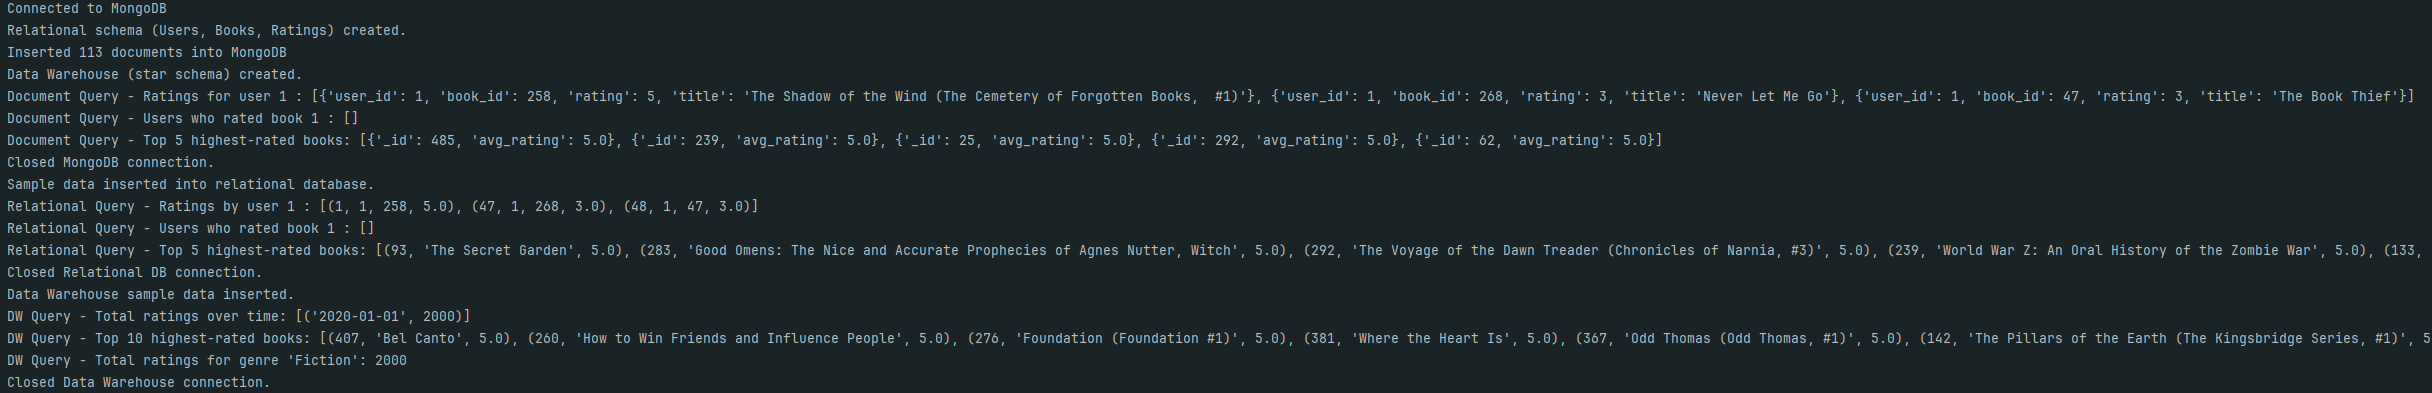 Connected to MongoDB
Relational schema (Users, Books, Ratings) created.
Inserted 113 documents into MongoDB
Data Warehouse (star schema) created.
Document Query - Ratings for user 1 : [{'user_id': 1, 'book_id': 258, 'rating': 5, 'title': 'The Shadow of the Wind (The Cemetery of Forgotten Books,  #1)'}, {'user_id': 1, 'book_id': 268, 'rating': 3, 'title': 'Never Let Me Go'}, {'user_id': 1, 'book_id': 47, 'rating': 3, 'title': 'The Book Thief'}]
Document Query - Users who rated book 1 : []
Document Query - Top 5 highest-rated books: [{'_id': 485, 'avg_rating': 5.0}, {'_id': 239, 'avg_rating': 5.0}, {'_id': 25, 'avg_rating': 5.0}, {'_id': 292, 'avg_rating': 5.0}, {'_id': 62, 'avg_rating': 5.0}]
Closed MongoDB connection.
Sample data inserted into relational database.
Relational Query - Ratings by user 1 : [(1, 1, 258, 5.0), (47, 1, 268, 3.0), (48, 1, 47, 3.0)]
Relational Query - Users who rated book 1 : []
Relational Query - Top 5 highest-rated books: [(93, 'The Secret Garden', 5.0), (283, 'Good Omens: The Nice and Accurate Prophecies of Agnes Nutter, Witch', 5.0), (292, 'The Voyage of the Dawn Treader (Chronicles of Narnia, #3)', 5.0), (239, 'World War Z: An Oral History of the Zombie War', 5.0), (133,
Closed Relational DB connection.
Data Warehouse sample data inserted.
DW Query - Total ratings over time: [('2020-01-01', 2000)]
DW Query - Top 10 highest-rated books: [(407, 'Bel Canto', 5.0), (260, 'How to Win Friends and Influence People', 5.0), (276, 'Foundation (Foundation #1)', 5.0), (381, 'Where the Heart Is', 5.0), (367, 'Odd Thomas (Odd Thomas, #1)', 5.0), (142, 'The Pillars of the Earth (The Kingsbridge Series, #1)', 5
DW Query - Total ratings for genre 'Fiction': 2000
Closed Data Warehouse connection.